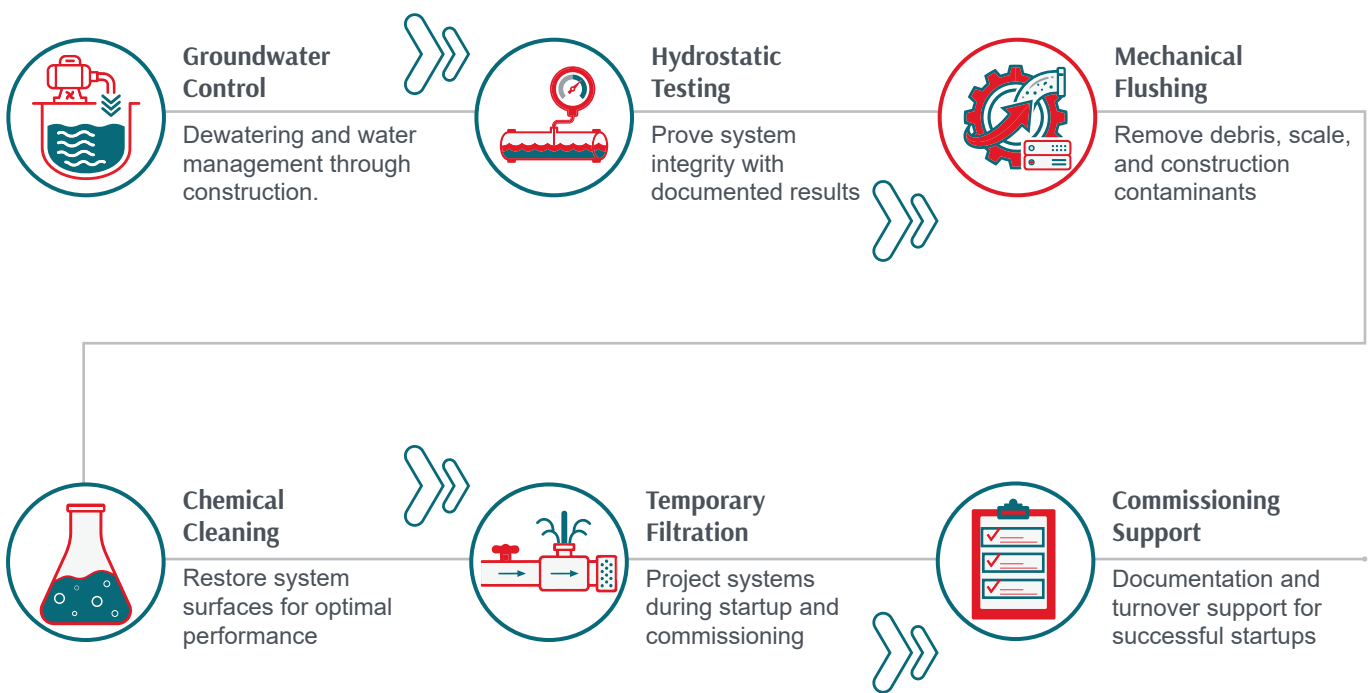 Groundwater
Control
Dewatering and water
management through
construction.
Hydrostatic
Testing
Prove system
integrity with
documented results
Mechanical
Flushing
Remove debris, scale,
and construction
contaminants
Chemical
Cleaning
Restore system
surfaces for optimal
performance
Temporary
Filtration
Project systems
during startup and
commissioning
Commissioning
Support
Documentation and
turnover support for
successful startups